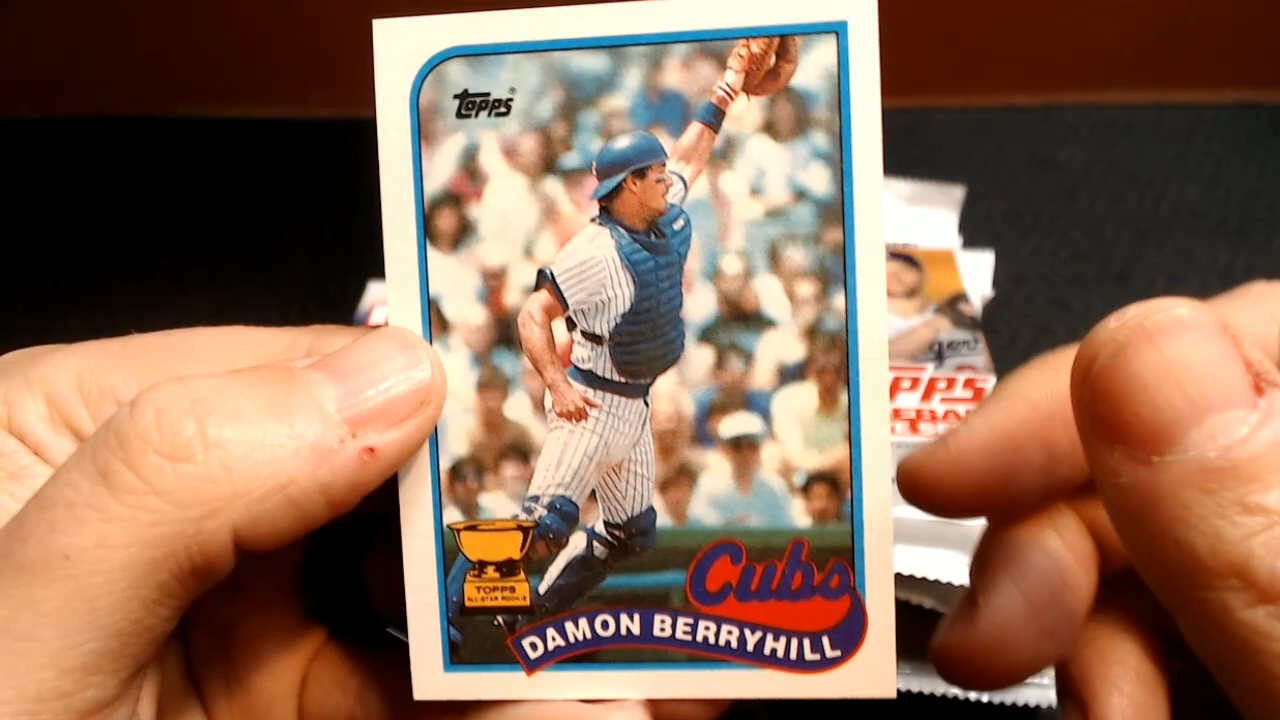 Topps®
TOPPS
ALL-STAR ROOKIE
Cubs
DAMON BERRYHILL